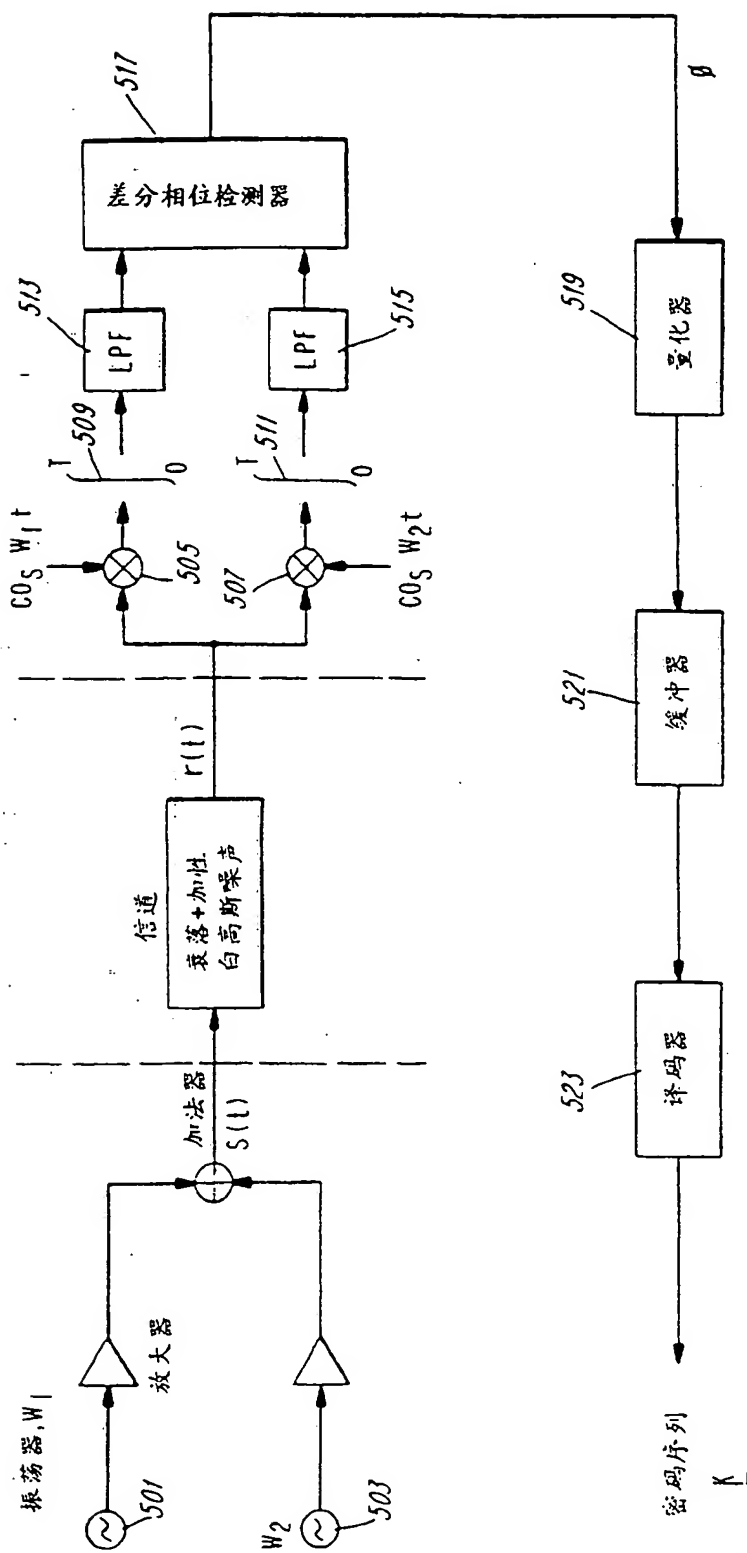 振荡器,W1
501
放大器
W2
503
加法器
S(t)
信道
衰落+加性
白高斯噪声
r(t)
COS W1t
505
507
COS W2t
T
509
0
T
511
0
LPF
513
LPF
515
差分相位检测器
517
ø
量化器
519
缓冲器
521
译码器
523
密码序列
K